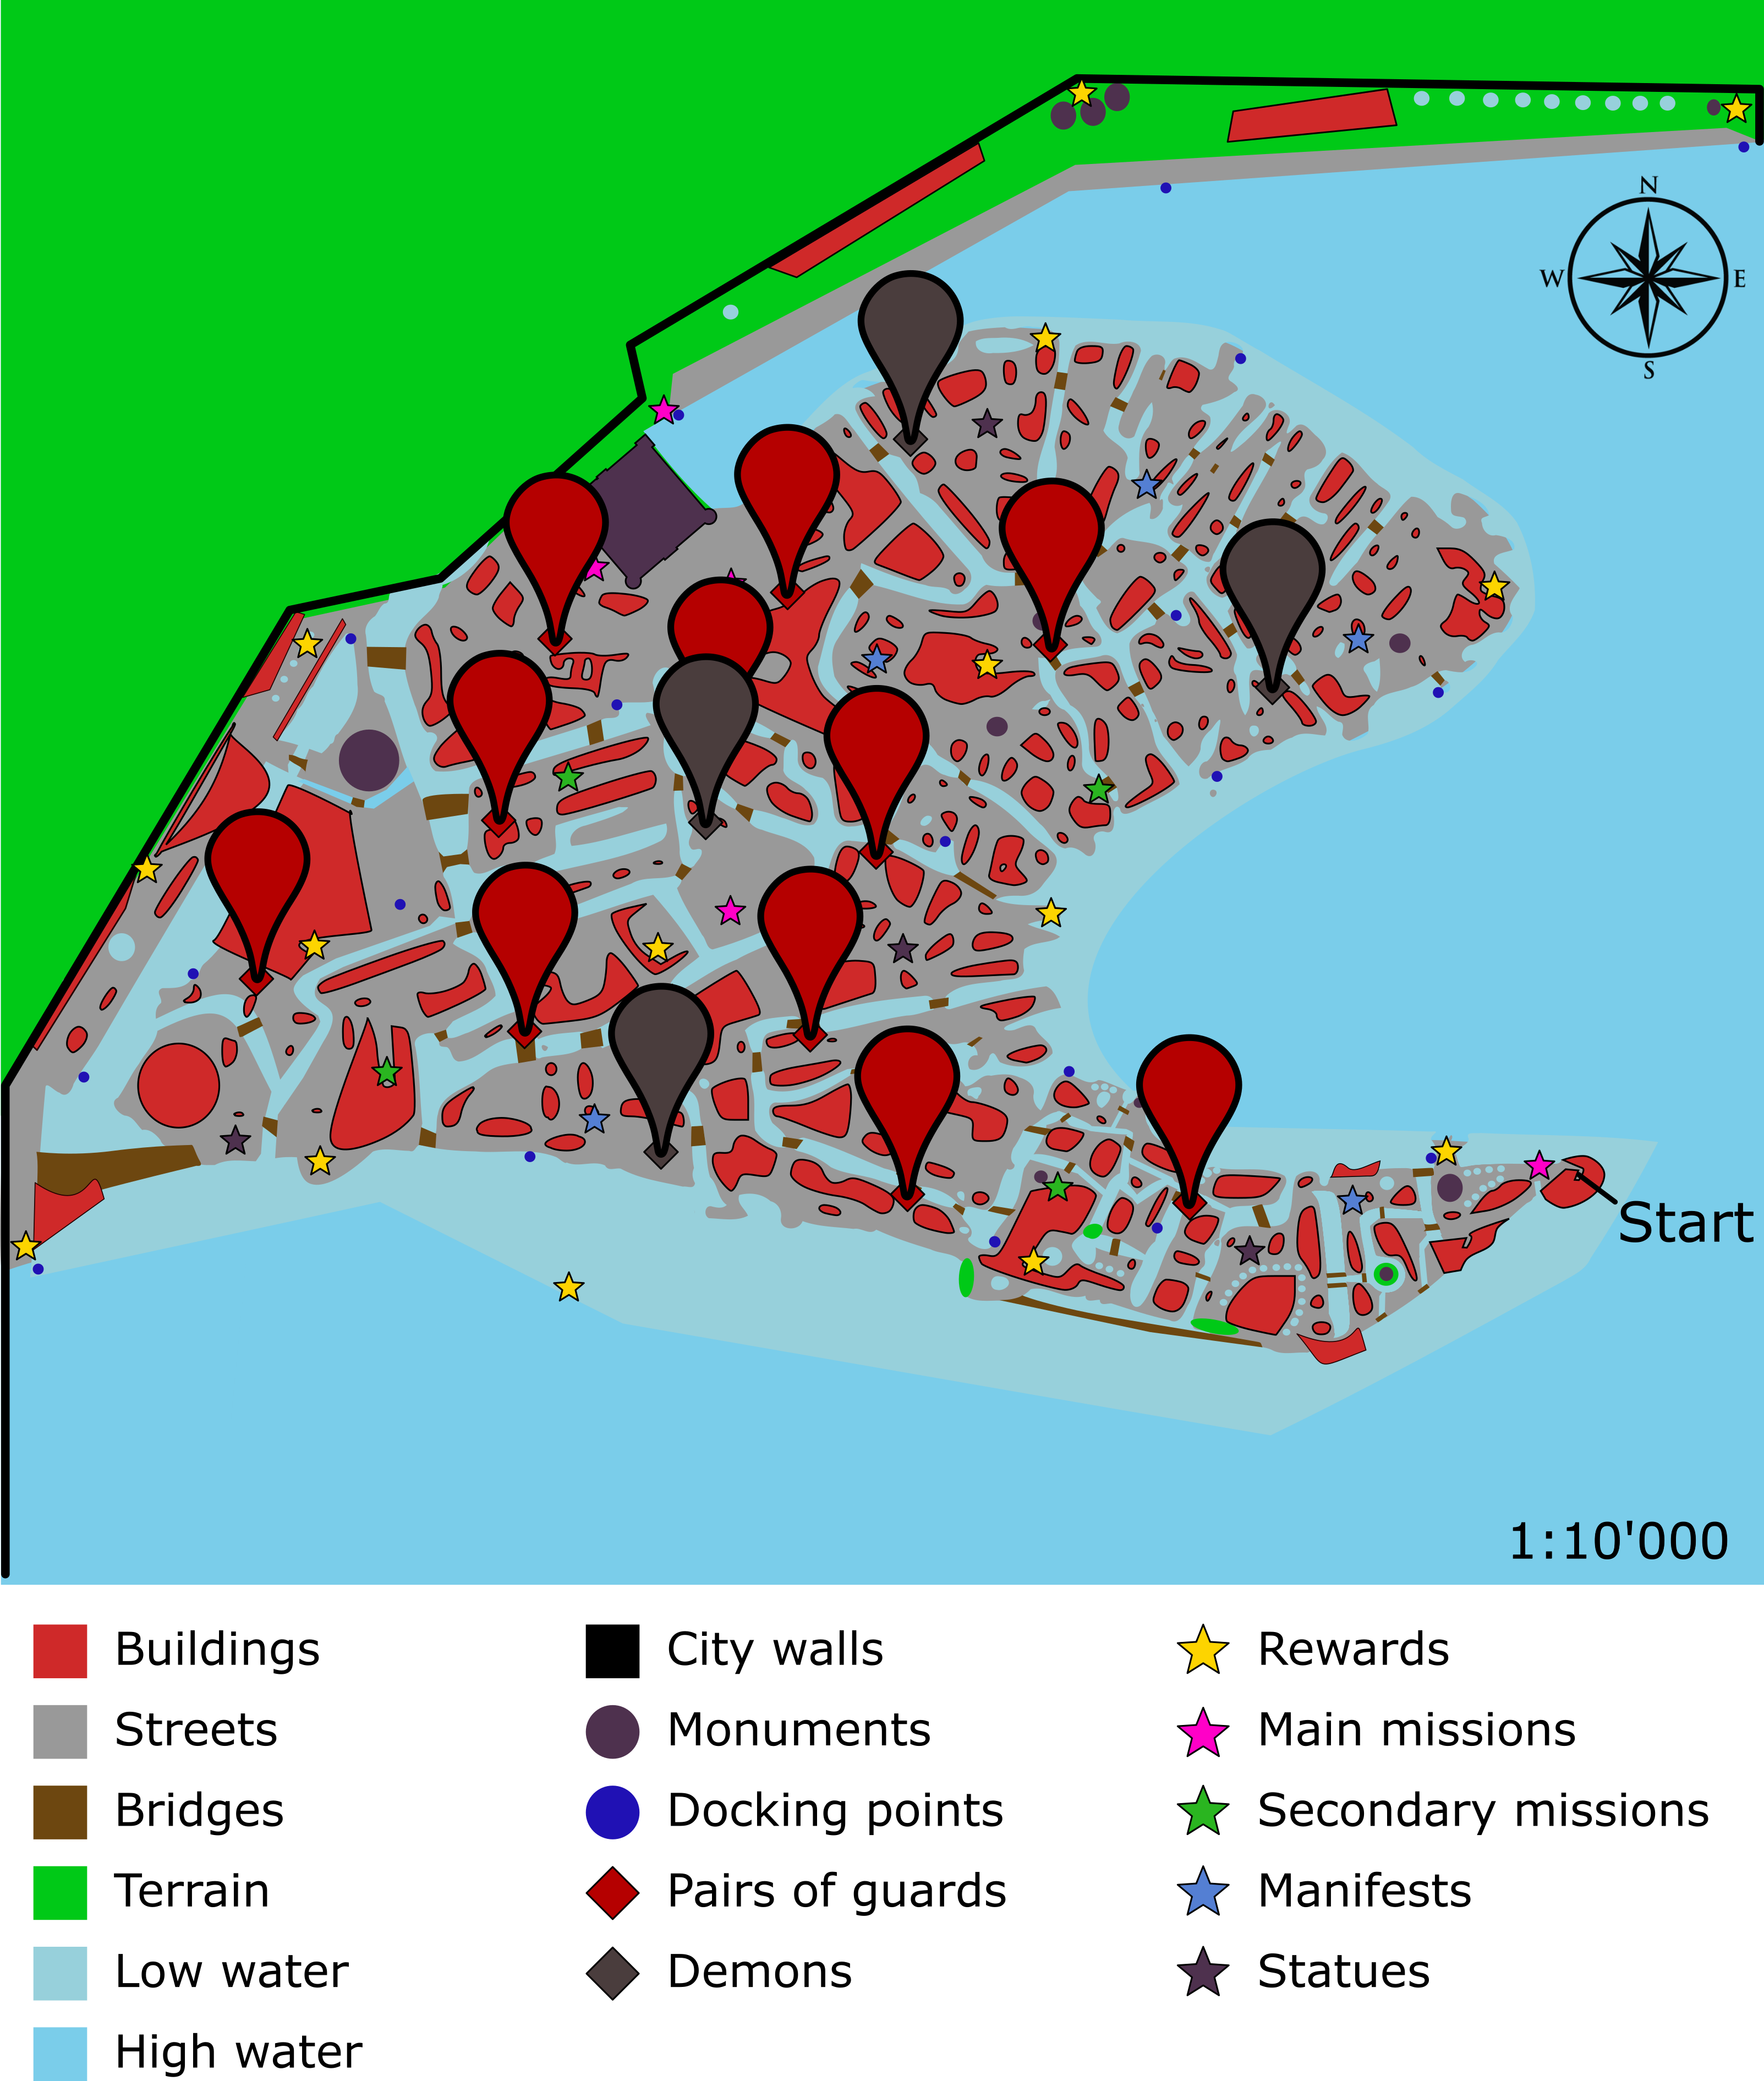 N
W E
S
Start
1:10'000
Buildings
Streets
Bridges
Terrain
Low water
High water
City walls
Monuments
Docking points
Pairs of guards
Demons
Rewards
Main missions
Secondary missions
Manifests
Statues